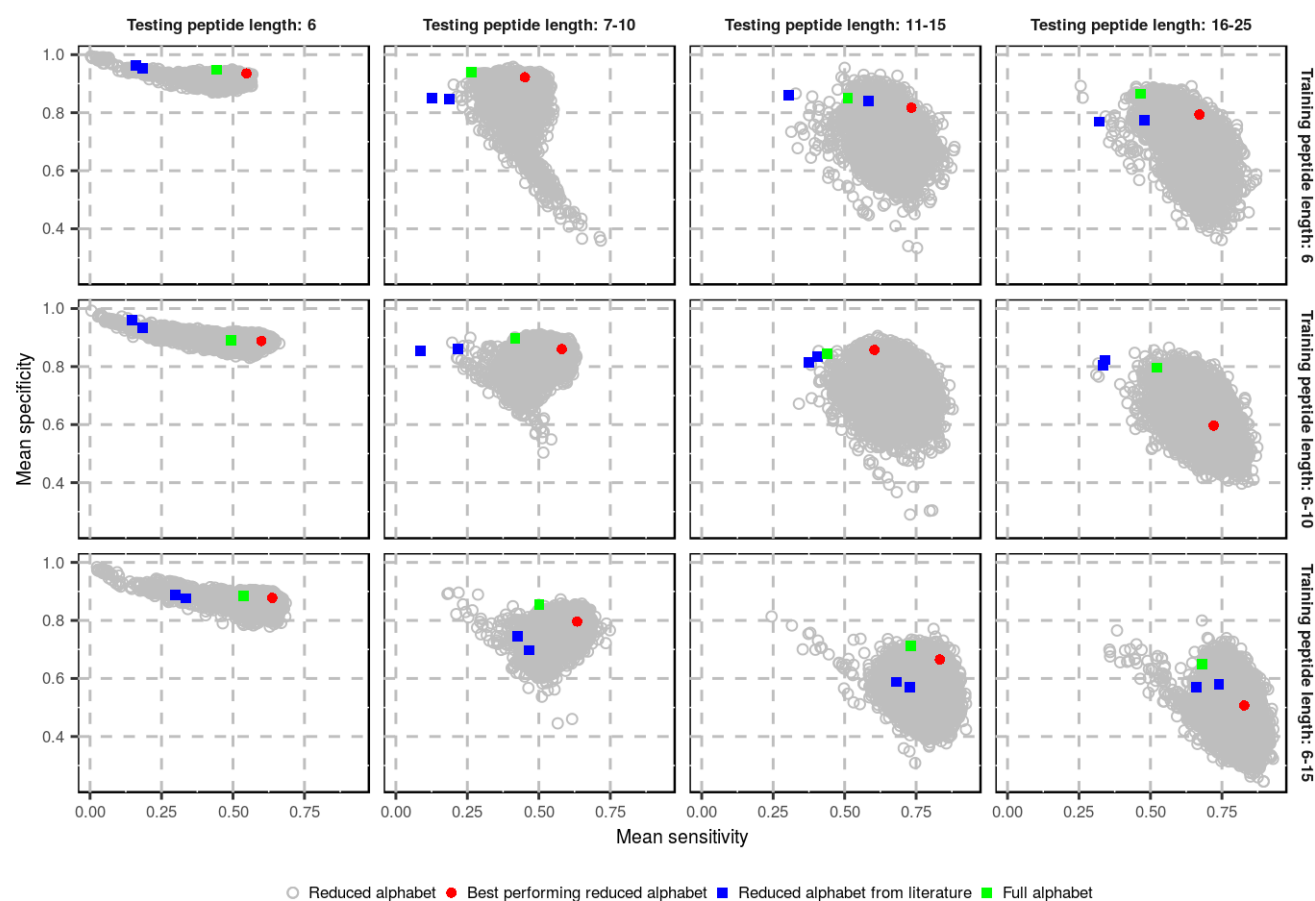 Testing peptide length: 6
Testing peptide length: 7-10
Testing peptide length: 11-15
Testing peptide length: 16-25
1.0
0.8
0.6
0.4
Training peptide length: 6
1.0
0.8
0.6
0.4
Training peptide length: 6-10
1.0
0.8
0.6
0.4
Training peptide length: 6-15
Mean specificity
0.00 0.25 0.50 0.75 0.00 0.25 0.50 0.75 0.00 0.25 0.50 0.75 0.00 0.25 0.50 0.75
Mean sensitivity
Reduced alphabet Best performing reduced alphabet Reduced alphabet from literature Full alphabet